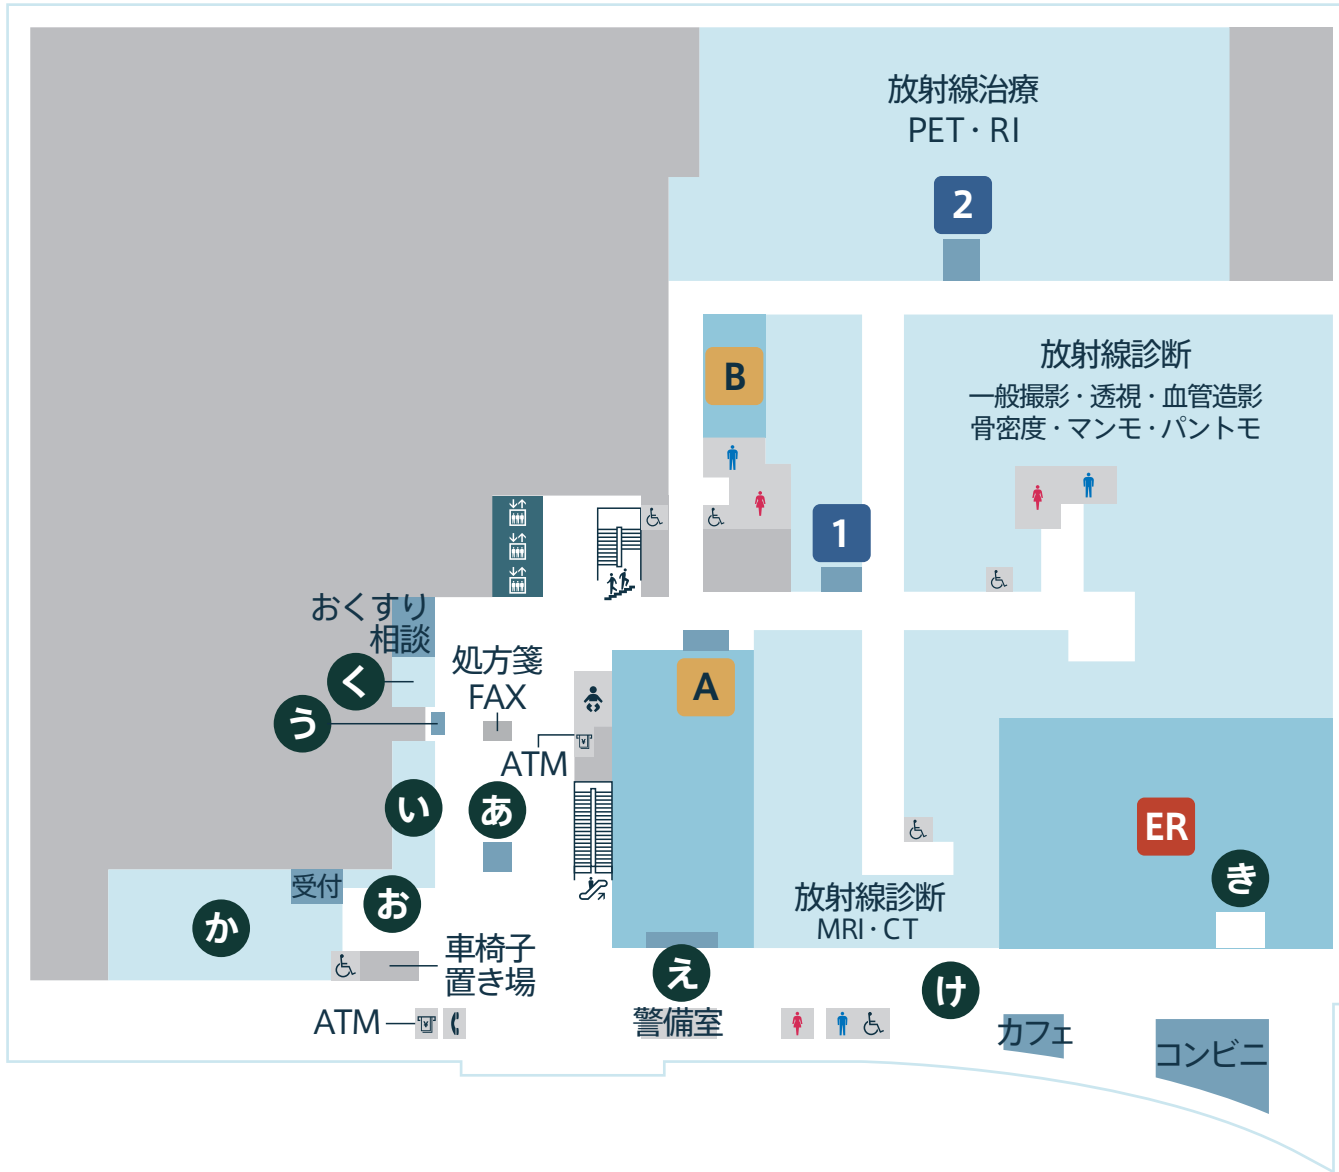 放射線治療
PET・RI
2
B
放射線診断
一般撮影・透視・血管造影
骨密度・マンモ・パントモ
1
おくすり
相談
処方箋
FAX
A
く
う
ATM
い
あ
ER
き
受付
お
か
放射線診断
MRI・CT
車椅子
置き場
え
け
ATM
警備室
カフェ
コンビニ